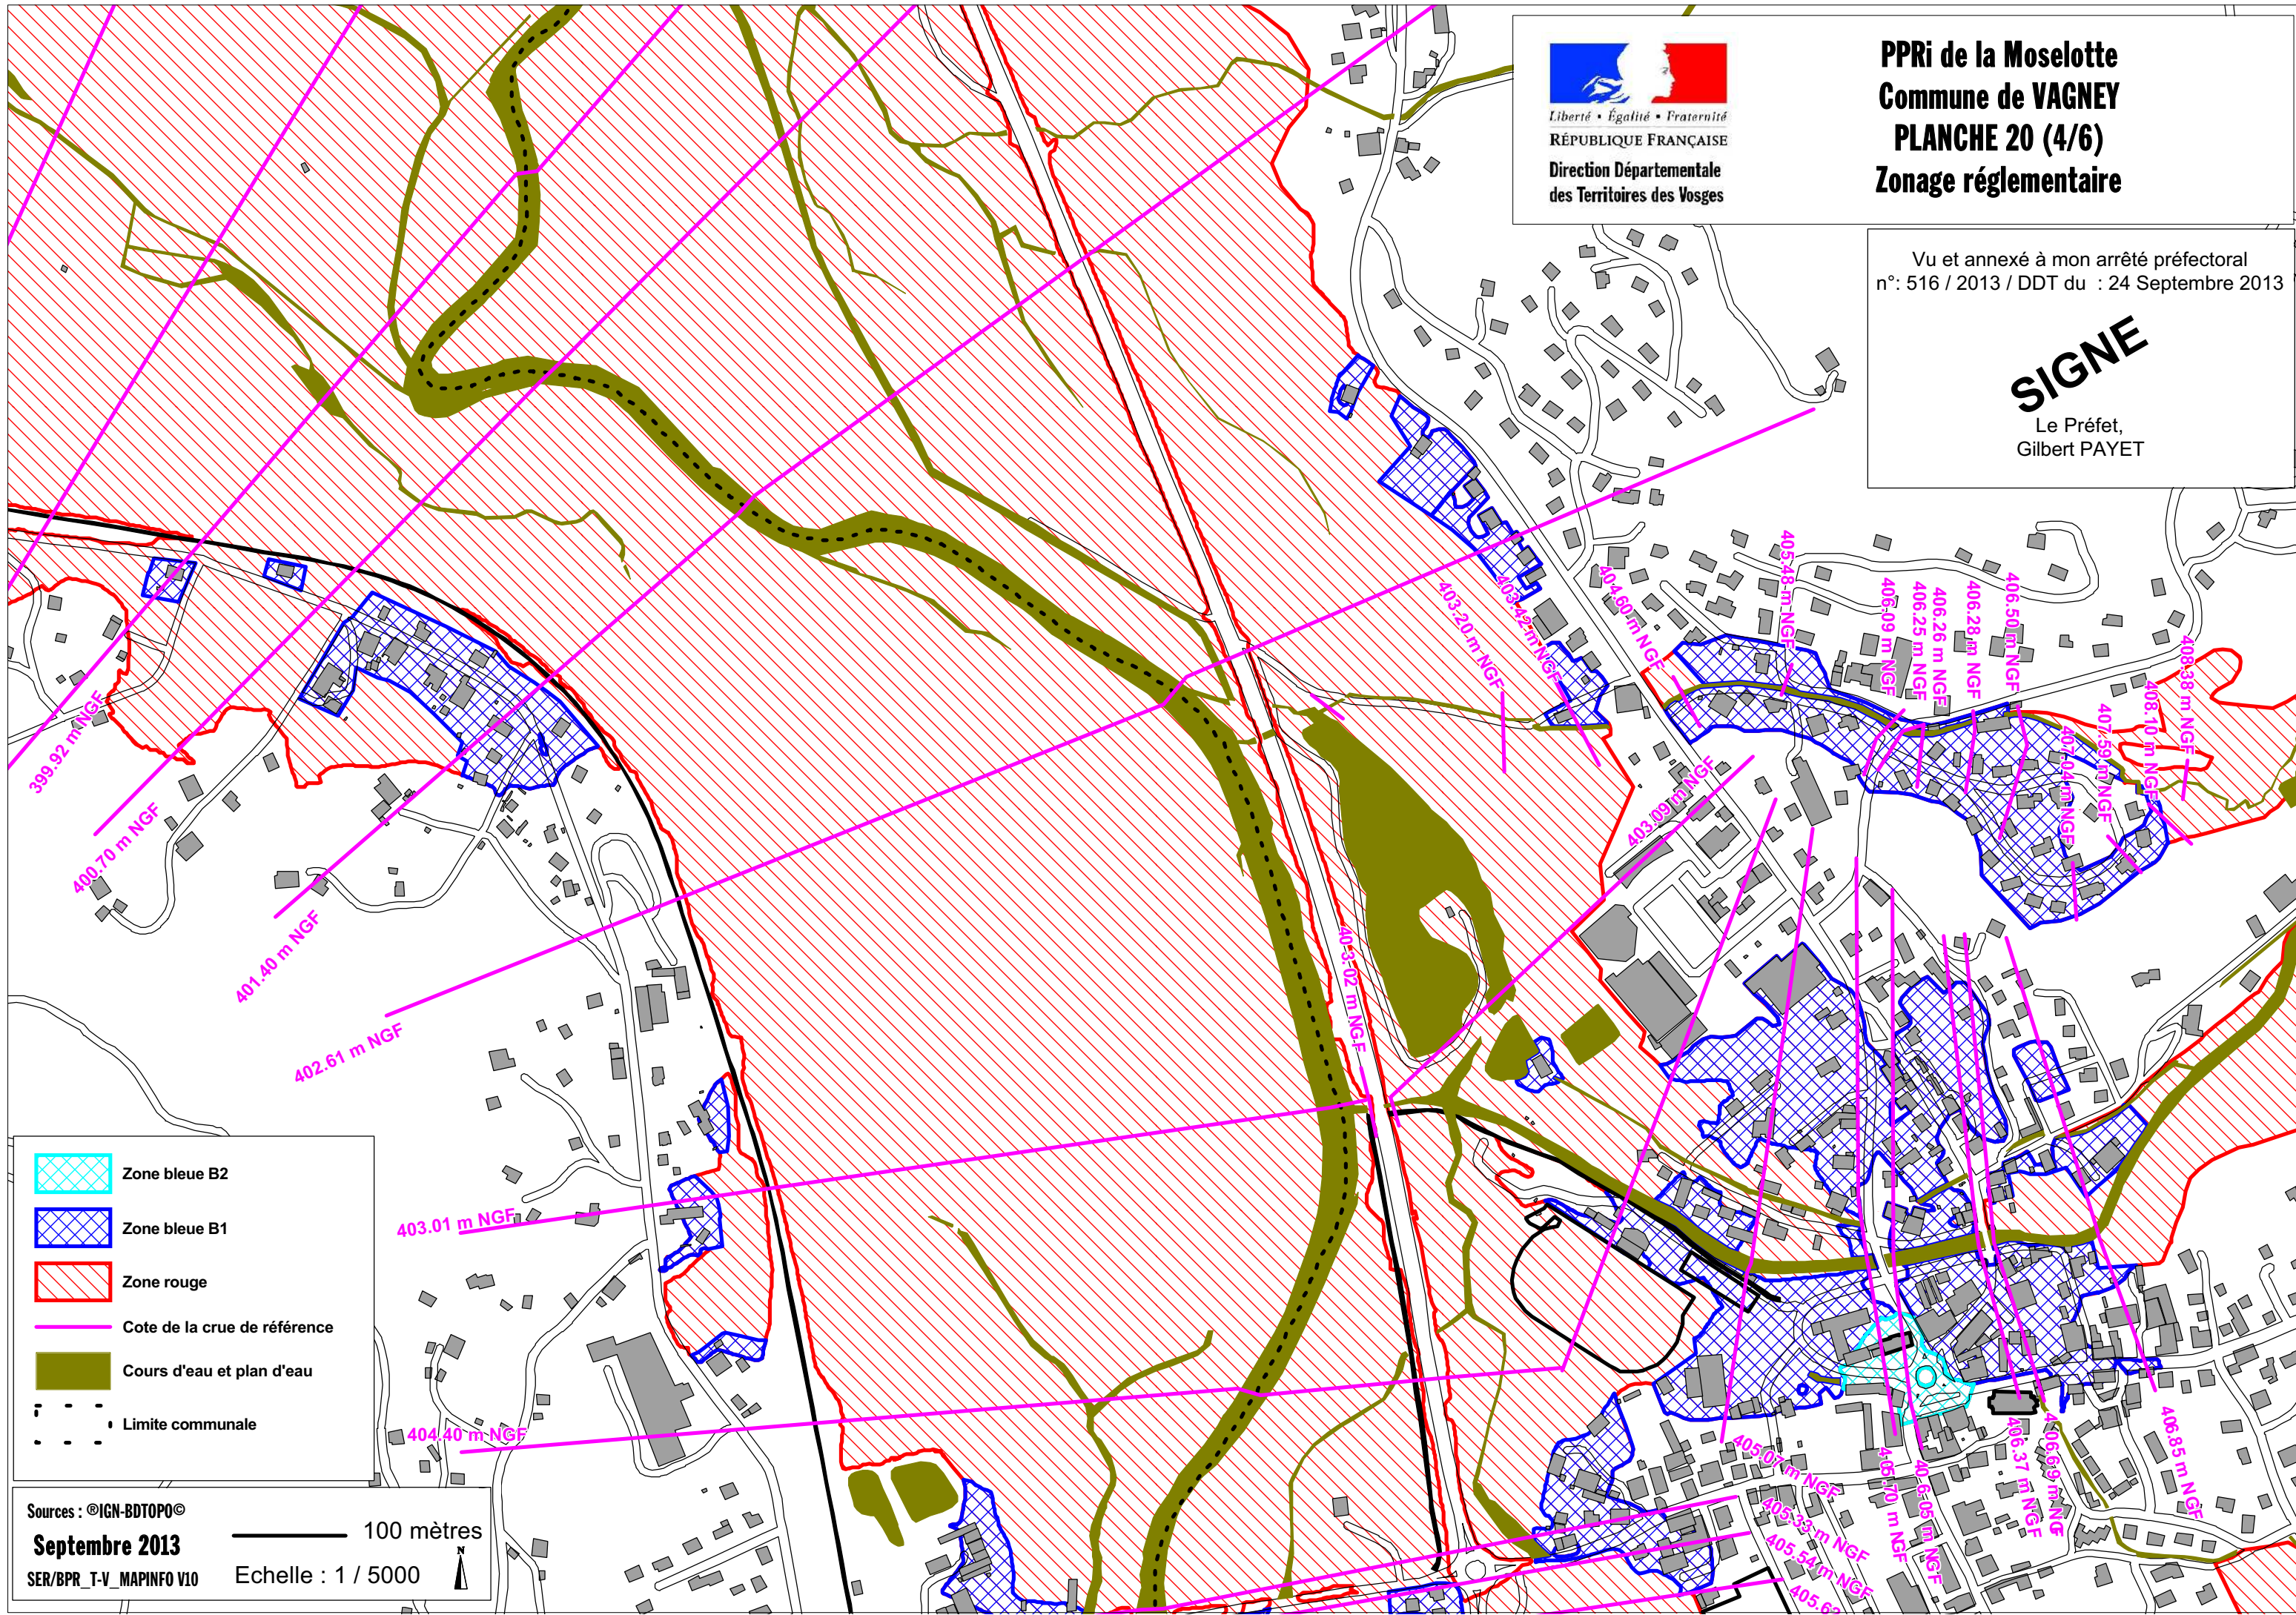 PPRi de la Moselotte
Commune de VAGNEY
PLANCHE 20 (4/6)
Zonage réglementaire
Liberté • Égalité • Fraternité
RÉPUBLIQUE FRANÇAISE
Direction Départementale
des Territoires des Vosges
Vu et annexé à mon arrêté préfectoral
n°: 516 / 2013 / DDT du : 24 Septembre 2013
SIGNE
Le Préfet,
Gilbert PAYET
405.48 m NGF
403.20 m NGF
403.42 m NGF
404.60 m NGF
406.09 m NGF
406.25 m NGF
406.26 m NGF
406.28 m NGF
406.50 m NGF
408.38 m NGF
408.10 m NGF
407.59 m NGF
407.04 m NGF
399.92 m NGF
400.70 m NGF
401.40 m NGF
402.61 m NGF
403.09 m NGF
403.02 m NGF
403.01 m NGF
404.40 m NGF
405.07 m NGF
405.33 m NGF
405.54 m NGF
405.70 m NGF
406.05 m NGF
406.37 m NGF
406.69 m NGF
406.85 m NGF
Zone bleue B2
Zone bleue B1
Zone rouge
Cote de la crue de référence
Cours d'eau et plan d'eau
Limite communale
Sources : ©IGN-BDTOPO©
Septembre 2013
SER/BPR_T-V_MAPINFO V10
100 mètres
Echelle : 1 / 5000
N